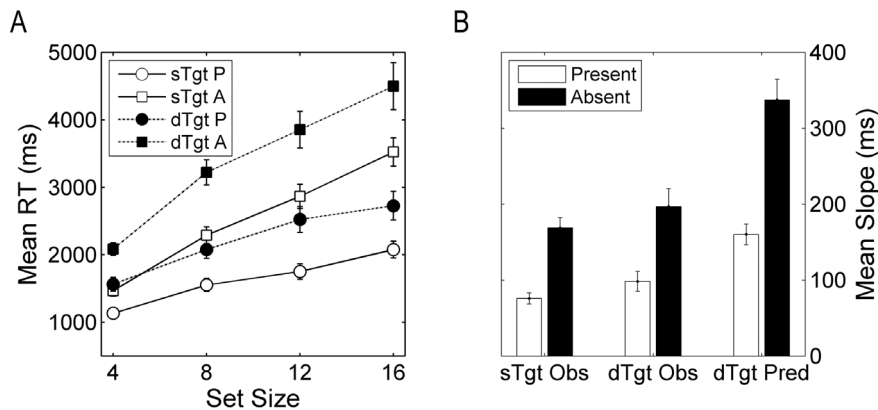 A
Mean RT (ms)
5000
4000
3000
2000
1000
sTgt P
sTgt A
dTgt P
dTgt A
4 8 12 16
Set Size
B
Present
Absent
400
300
200
100
0
Mean Slope (ms)
sTgt Obs dTgt Obs dTgt Pred